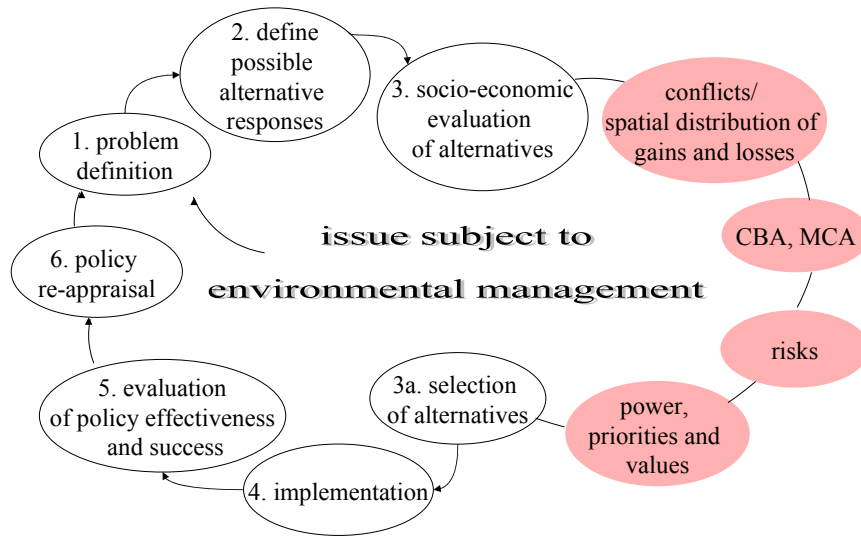 2. define
possible
alternative
responses
3. socio-economic
evaluation
of alternatives
conflicts/
spatial distribution of
gains and losses
1. problem
definition
issue subject to
environmental management
CBA, MCA
6. policy
re-appraisal
risks
3a. selection
of alternatives
power,
priorities and
values
5. evaluation
of policy effectiveness
and success
4. implementation